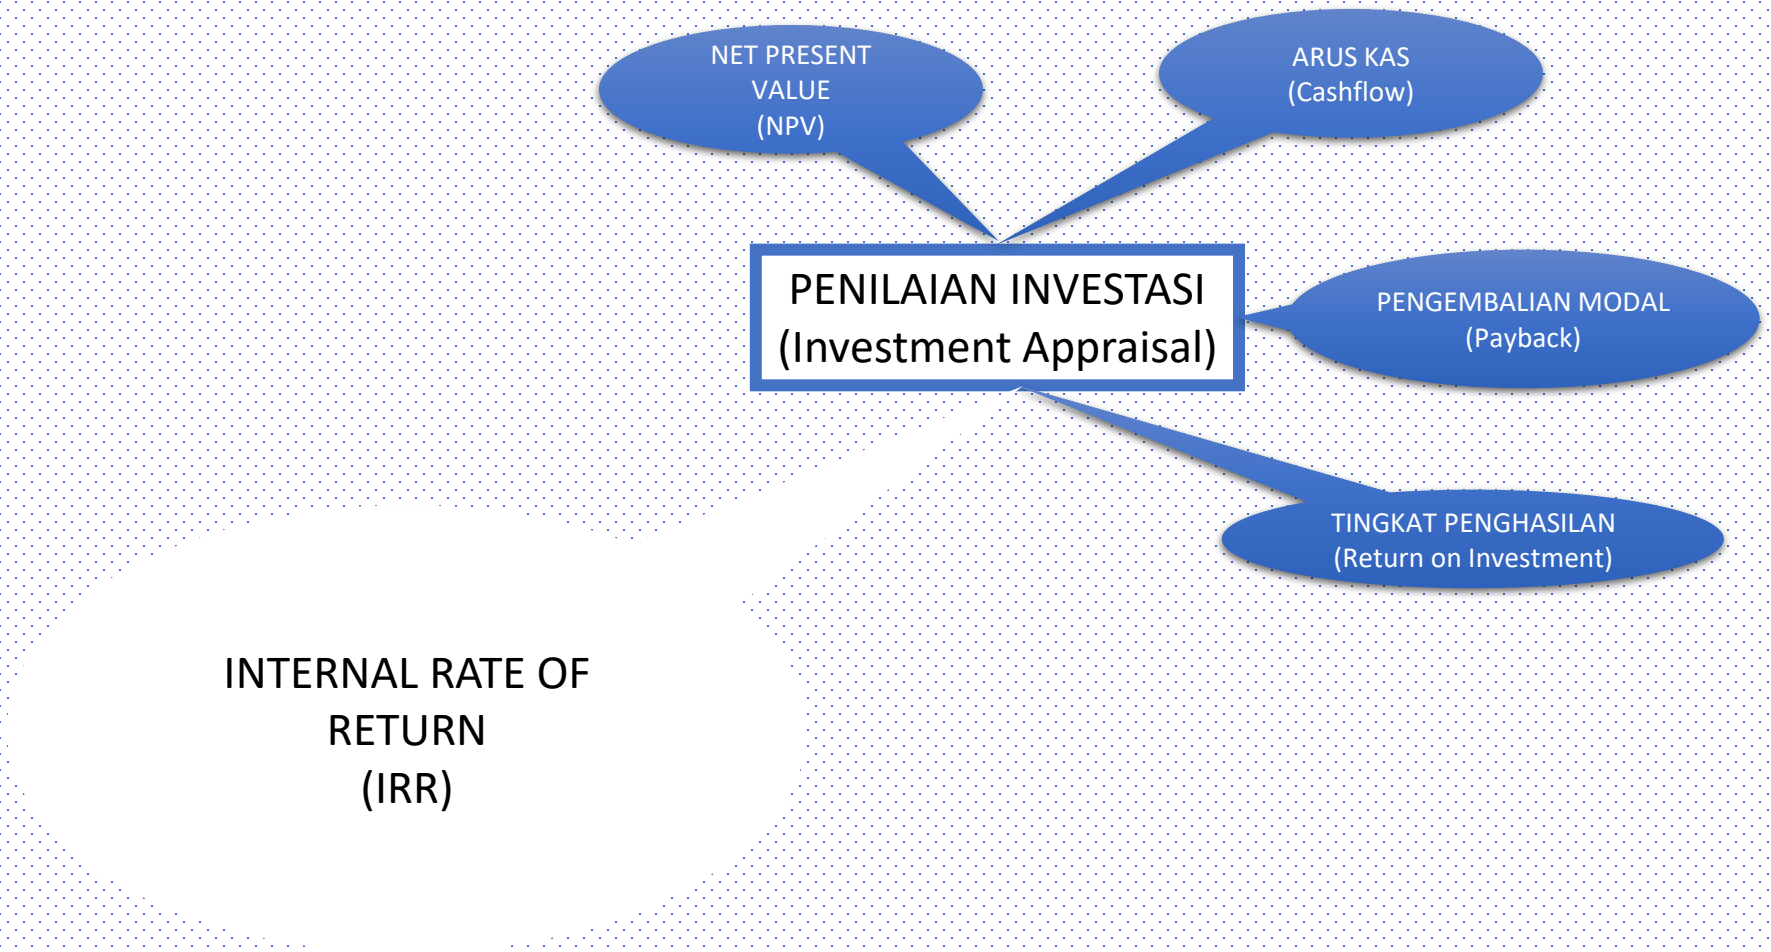 NET PRESENT
VALUE
(NPV)
ARUS KAS
(Cashflow)
PENILAIAN INVESTASI
(Investment Appraisal)
PENGEMBALIAN MODAL
(Payback)
TINGKAT PENGHASILAN
(Return on Investment)
INTERNAL RATE OF
RETURN
(IRR)